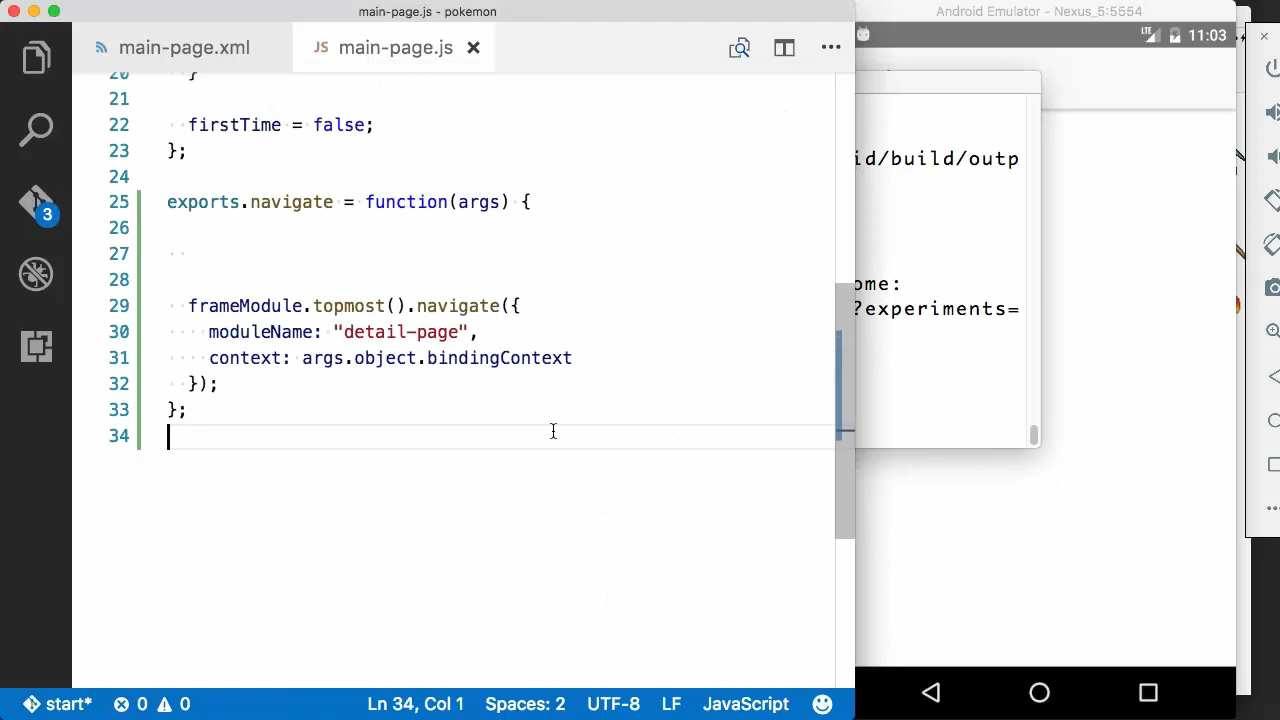 main-page.js - pokemon
Android Emulator - Nexus_5:5554
LTE 11:03
main-page.xml
JS main-page.js
20 }
21
22 firstTime = false;
23 };
24
25 exports.navigate = function(args) {
26
27
28
29 frameModule.topmost().navigate({
30 moduleName: "detail-page",
31 context: args.object.bindingContext
32 });
33 };
34
3
id/build/outp
ome:
?experiments=
start* 0 0
Ln 34, Col 1 Spaces: 2 UTF-8 LF JavaScript